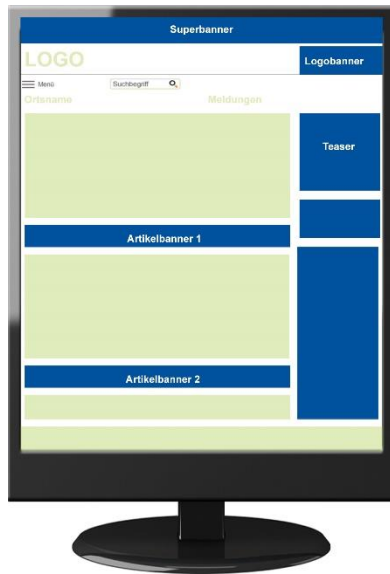 Superbanner
LOGO
Logobanner
Menü
Suchbegriff
Ortsname
Meldungen
Teaser
Artikelbanner 1
Artikelbanner 2